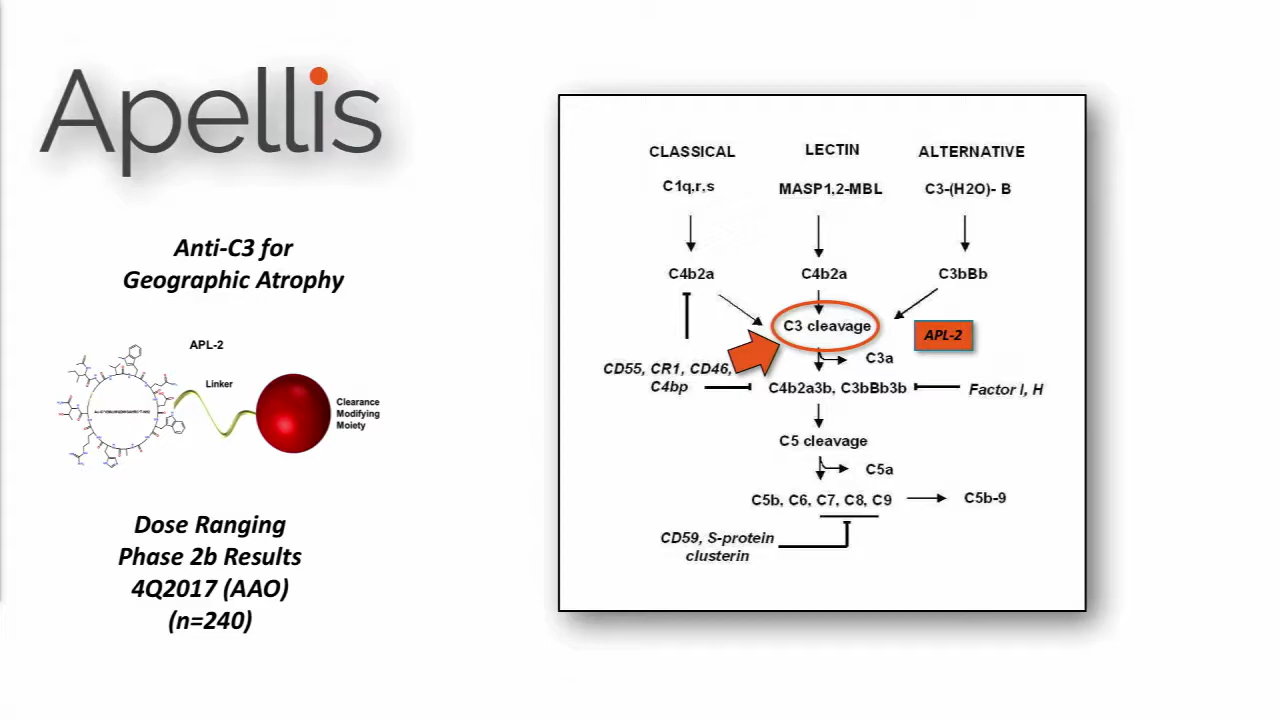 Apellis
Anti-C3 for
Geographic Atrophy
APL-2
Linker
Clearance
Modifying
Moiety
Dose Ranging
Phase 2b Results
4Q2017 (AAO)
(n=240)
CLASSICAL
LECTIN
ALTERNATIVE
C1q,r,s
MASP1,2-MBL
C3-(H2O)- B
C4b2a
C4b2a
C3bBb
C3 cleavage
APL-2
C3a
CD55, CR1, CD46,
C4bp
C4b2a3b, C3bBb3b
Factor I, H
C5 cleavage
C5a
C5b, C6, C7, C8, C9
C5b-9
CD59, S-protein
clusterin